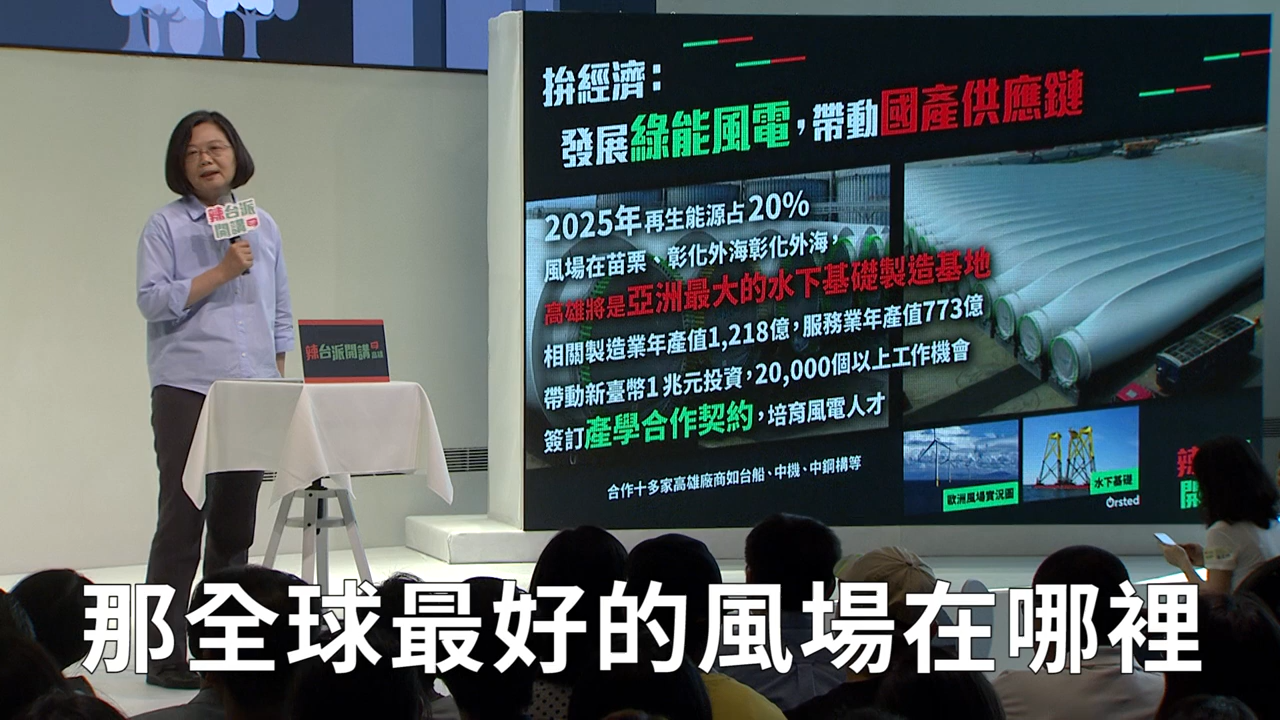 拚經濟：
發展綠能風電，帶動國產供應鏈
2025年再生能源占20%
風場在苗栗、彰化外海彰化外海，
高雄將是亞洲最大的水下基礎製造基地
相關製造業年產值1,218億，服務業年產值773億
帶動新臺幣1兆元投資，20,000個以上工作機會
簽訂產學合作契約，培育風電人才
合作十多家高雄廠商如台船、中機、中鋼構等
歐洲風場實況圖
水下基礎
Ørsted
辣
開
辣台派
開講
辣台派開講
高雄
那全球最好的風場在哪裡